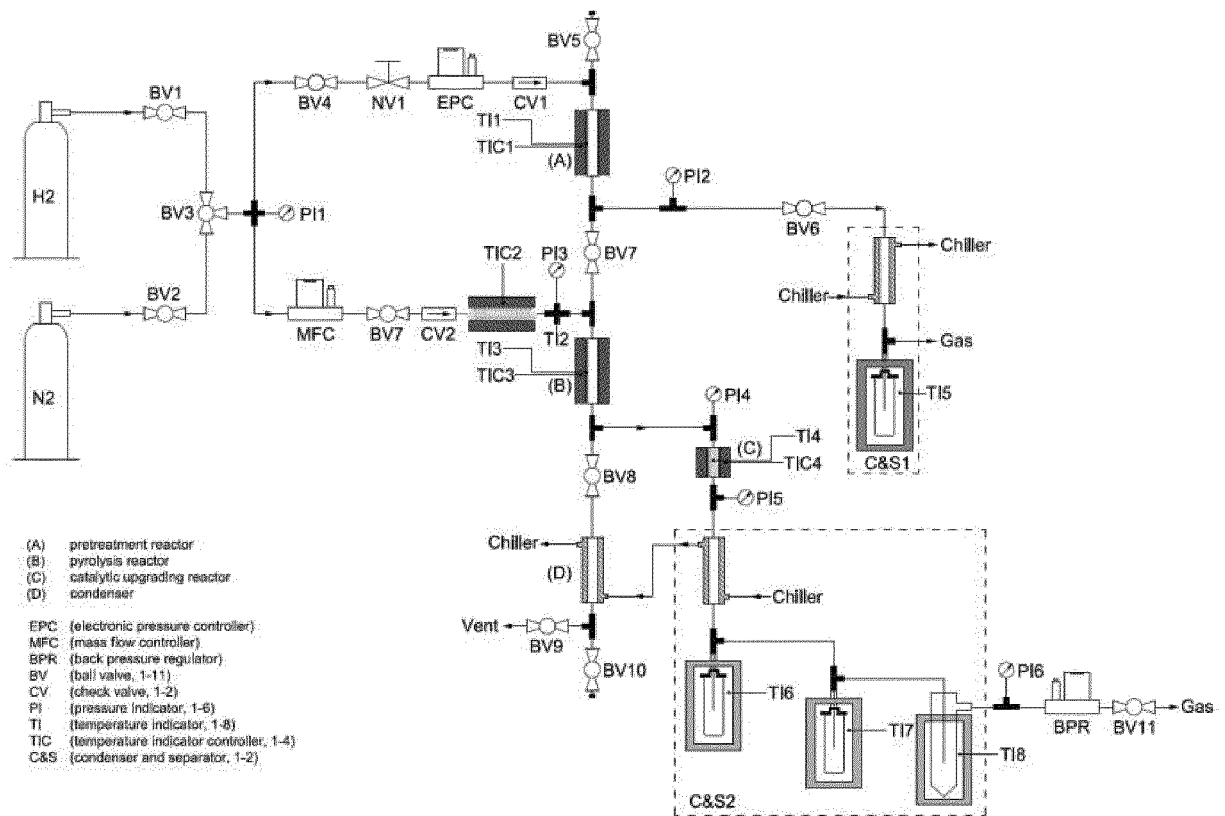 BV5
BV1
BV4
NV1
EPC
CV1
TI1
TIC1
(A)
H2
BV3
PI1
PI2
BV6
Chiller
Chiller
BV7
TIC2
PI3
BV2
MFC
BV7
CV2
TI2
TI3
TIC3
(B)
N2
Gas
TI5
C&S1
PI4
(C)
TI4
TIC4
BV8
PI5
Chiller
(D)
Chiller
Vent
BV9
BV10
TI6
TI7
TI8
PI6
BPR
BV11
Gas
C&S2
(A) pretreatment reactor
(B) pyrolysis reactor
(C) catalytic upgrading reactor
(D) condenser
EPC (electronic pressure controller)
MFC (mass flow controller)
BPR (back pressure regulator)
BV (ball valve, 1-11)
CV (check valve, 1-2)
PI (pressure indicator, 1-6)
TI (temperature indicator, 1-8)
TIC (temperature indicator controller, 1-4)
C&S (condenser and separator, 1-2)